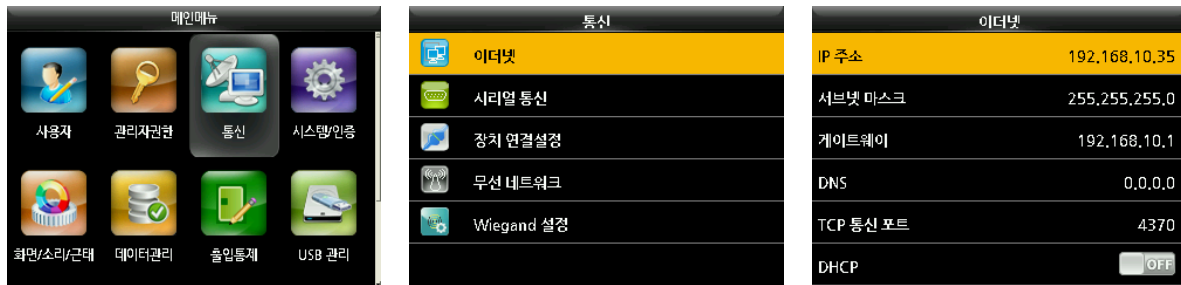 메인메뉴
사용자 관리자권한 통신 시스템/인증
화면/소리/근태 데이터관리 출입통제 USB 관리
통신
이더넷
시리얼 통신
장치 연결설정
무선 네트워크
Wiegand 설정
이더넷
IP 주소 192.168.10.35
서브넷 마스크 255.255.255.0
게이트웨이 192.168.10.1
DNS 0.0.0.0
TCP 통신 포트 4370
DHCP OFF